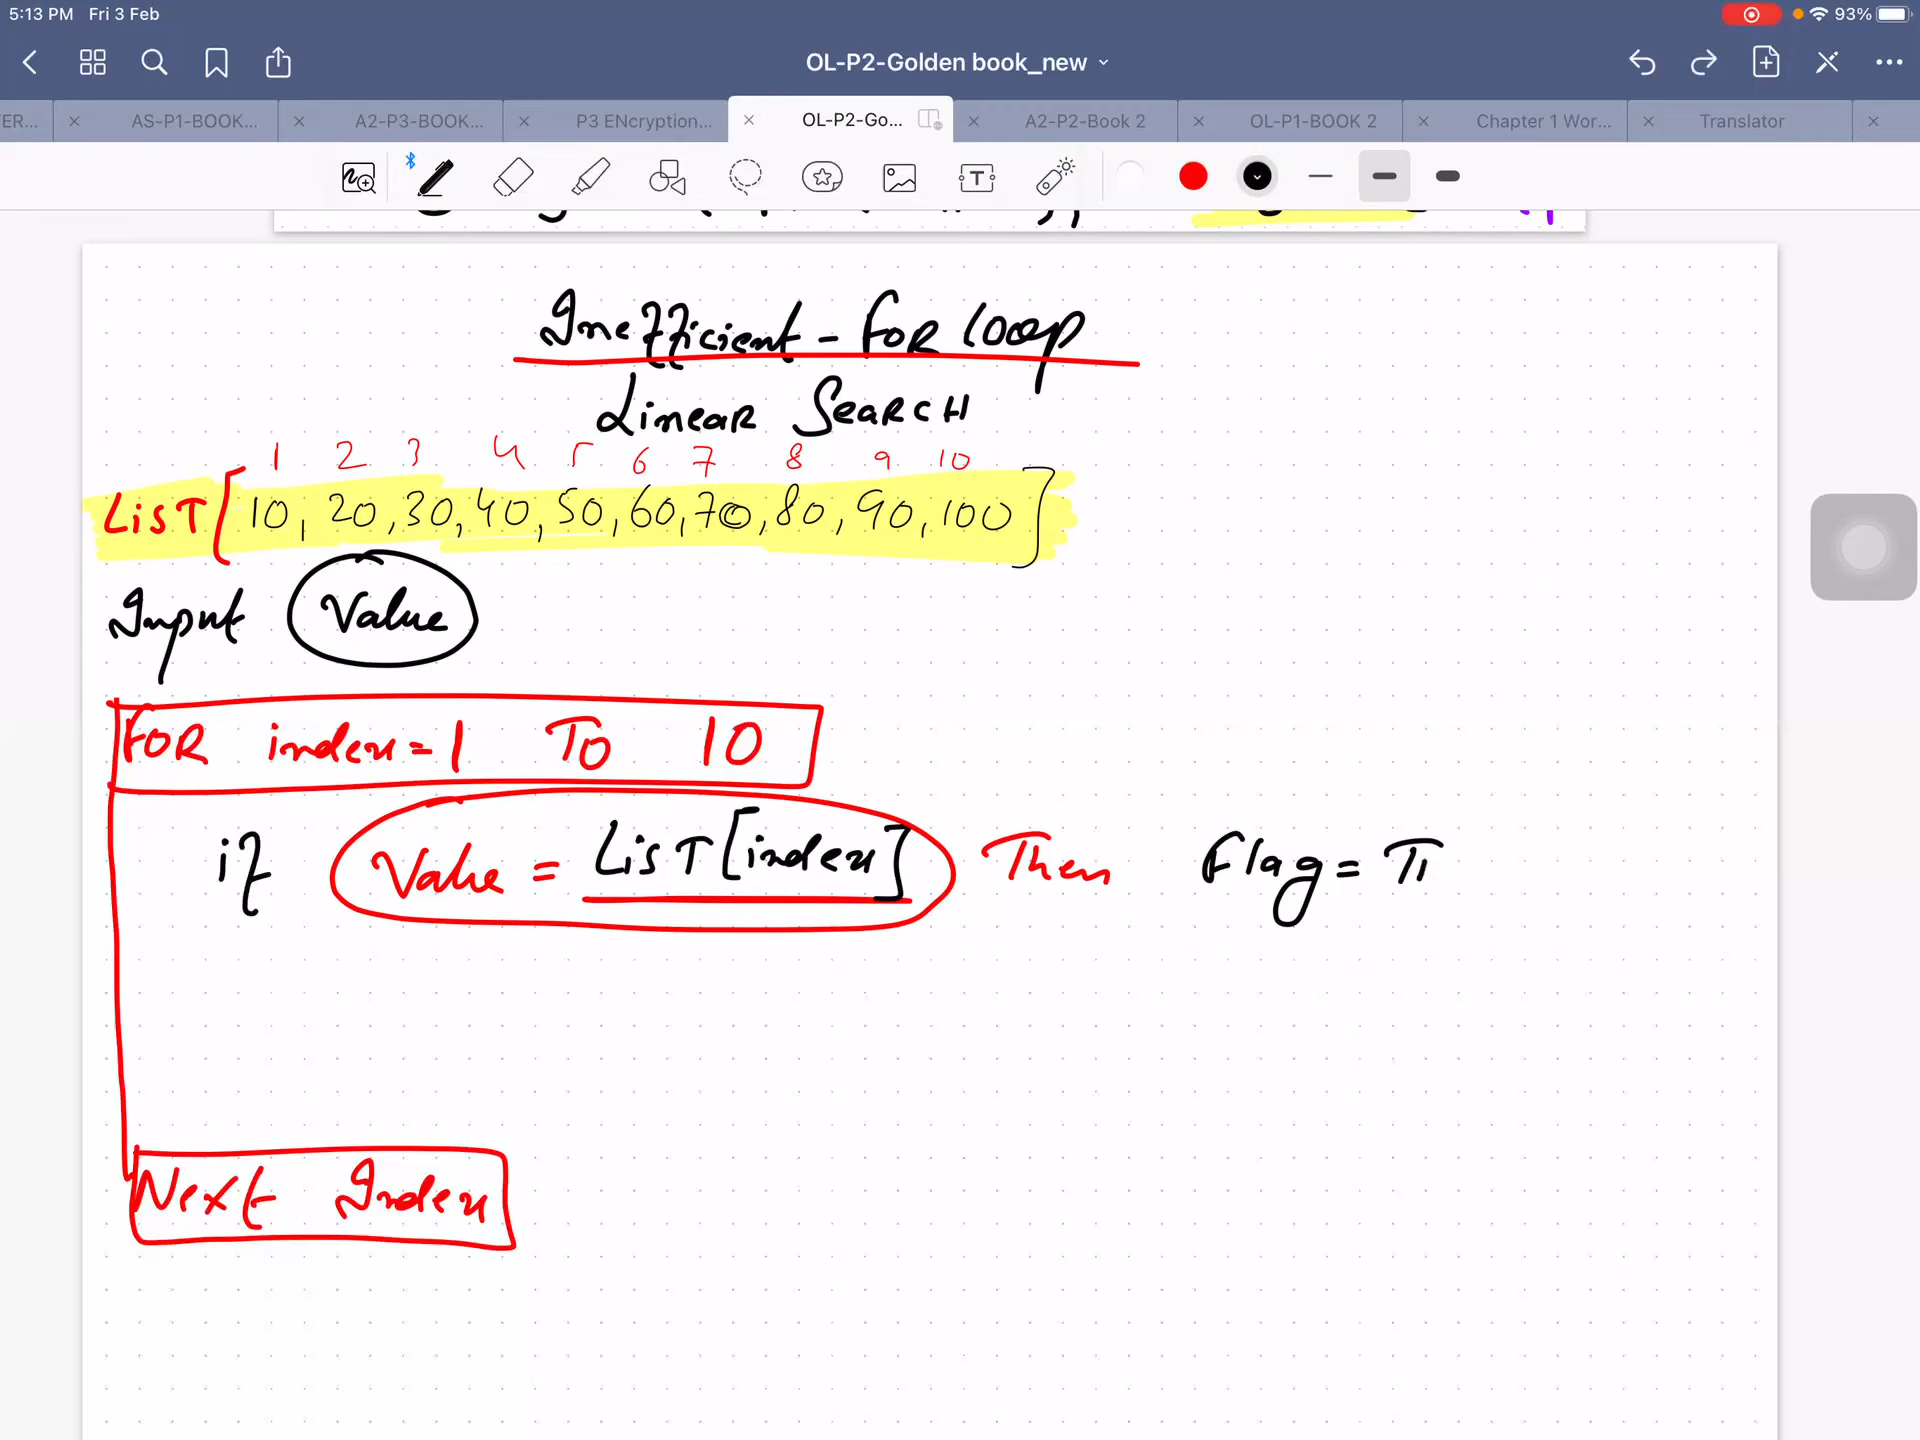 5:13 PM Fri 3 Feb 93%
OL-P2-Golden book_new
ER... AS-P1-BOOK... A2-P3-BOOK... P3 ENcryption... OL-P2-Go... A2-P2-Book 2 OL-P1-BOOK 2 Chapter 1 Wor... Translator
Inefficient - FOR loop
Linear SEARCH
1 2 3 4 5 6 7 8 9 10
LiST [10, 20, 30, 40, 50, 60, 70, 80, 90, 100]
Input Value
FOR index = 1 To 10
if Value = LiST[index] Then Flag = T
Next Index